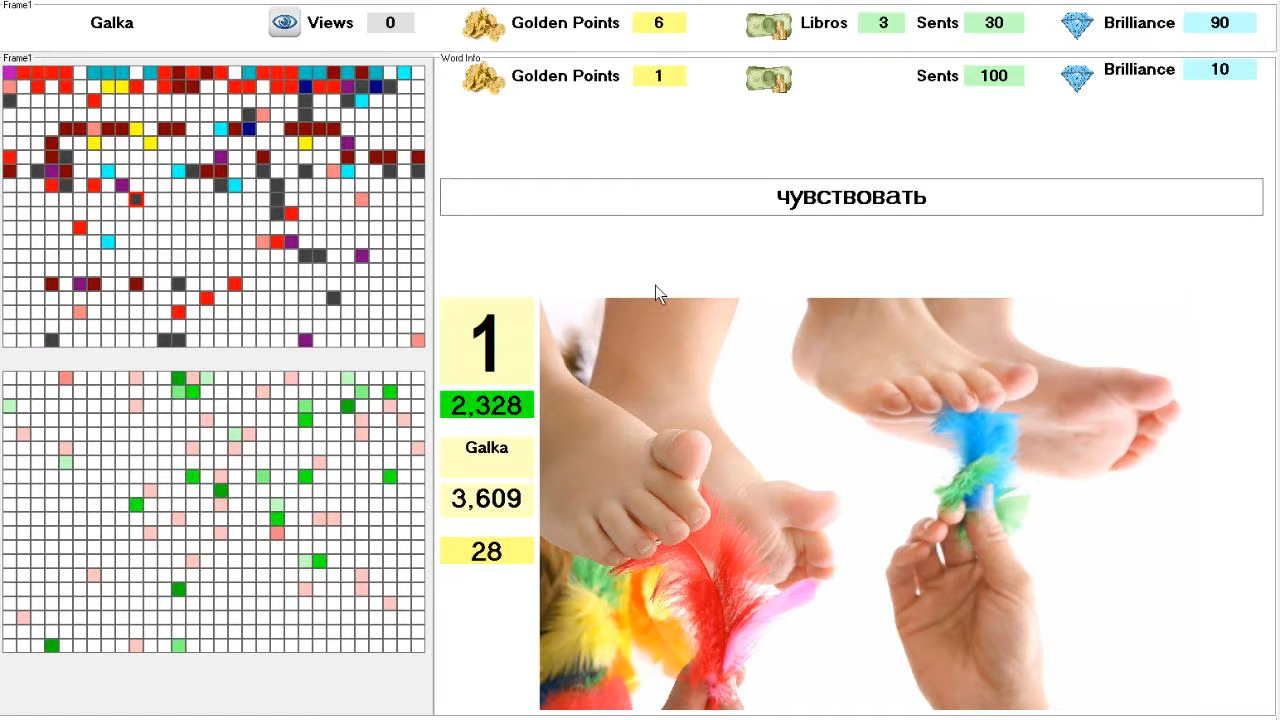 Frame1
Galka
Views 0
Golden Points 6
Libros 3
Sents 30
Brilliance 90
Frame1
Word Info
Golden Points 1
Sents 100
Brilliance 10
чувствовать
1
2,328
Galka
3,609
28